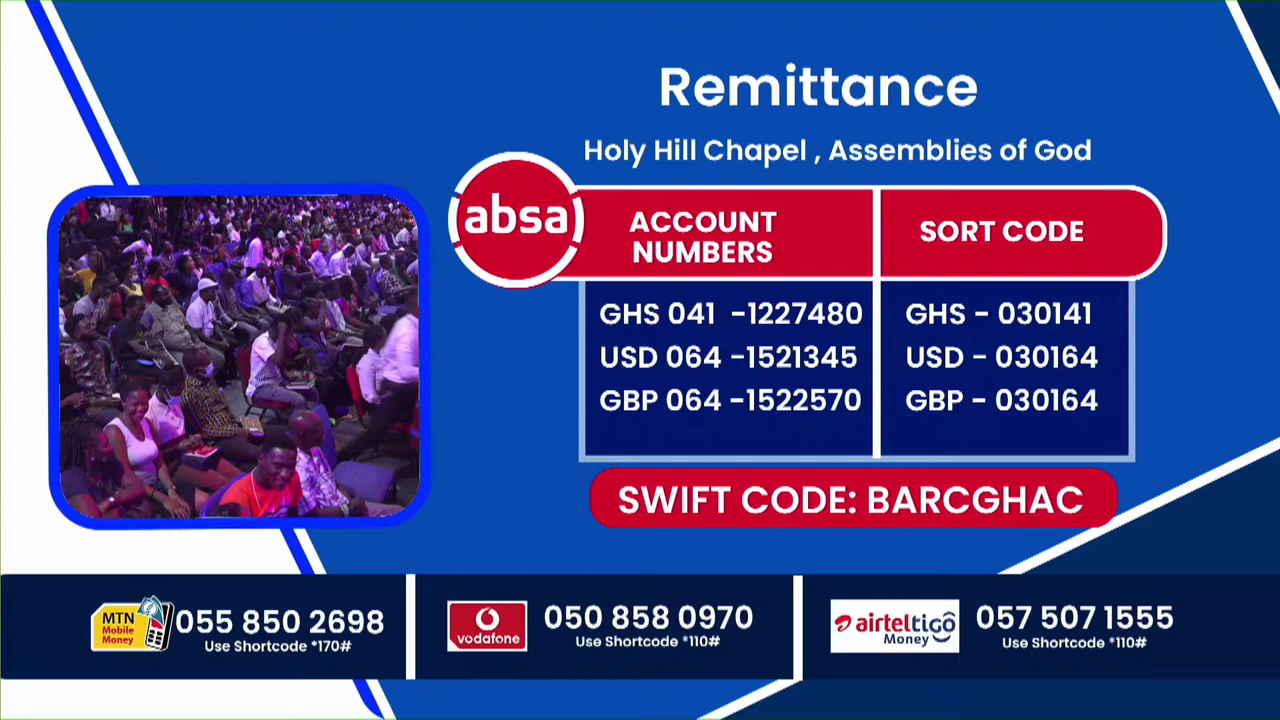 Remittance
Holy Hill Chapel , Assemblies of God
absa
ACCOUNT
NUMBERS
SORT CODE
GHS 041 -1227480
GHS - 030141
USD 064 -1521345
USD - 030164
GBP 064 -1522570
GBP - 030164
SWIFT CODE: BARCGHAC
MTN
Mobile
Money
055 850 2698
Use Shortcode *170#
vodafone
050 858 0970
Use Shortcode *110#
airteltigo
Money
057 507 1555
Use Shortcode *110#